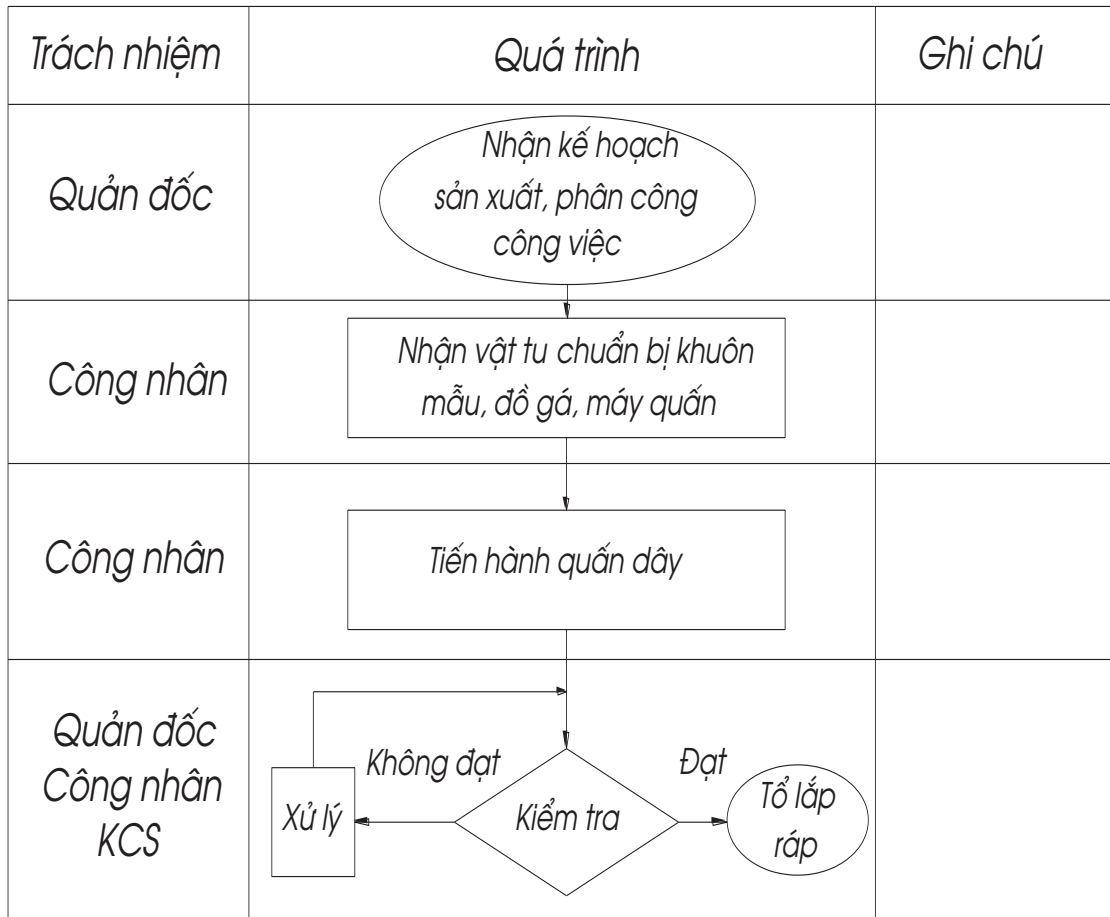 Trách nhiệm
Quá trình
Ghi chú
Quản đốc
Nhận kế hoạch
sản xuất, phân công
công việc
Công nhân
Nhận vật tu chuẩn bị khuôn
mẫu, đồ gá, máy quấn
Công nhân
Tiến hành quấn dây
Quản đốc
Công nhân
KCS
Không đạt
Đạt
Xử lý
Kiểm tra
Tổ lắp
ráp